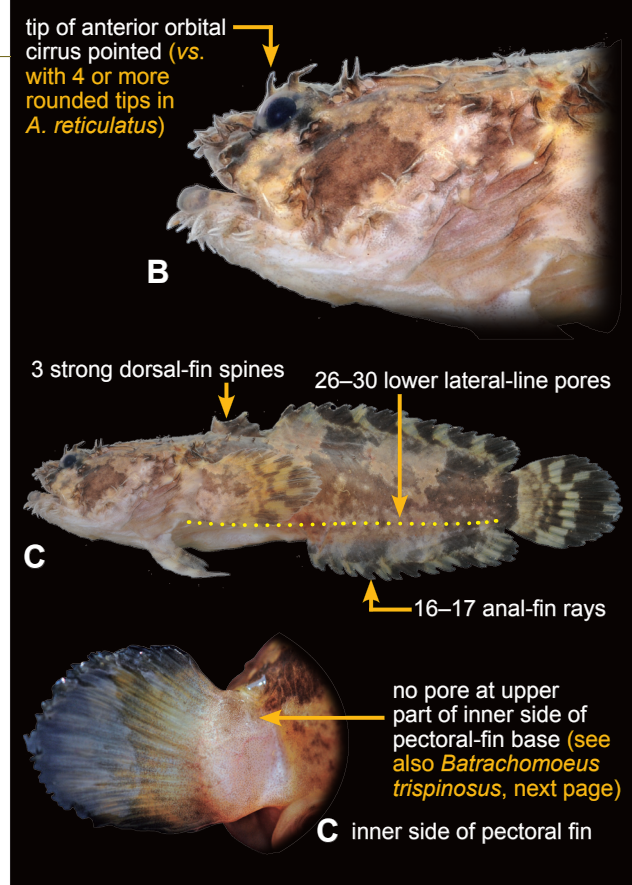 tip of anterior orbital
cirrus pointed (vs.
with 4 or more
rounded tips in
A. reticulatus)
B
3 strong dorsal-fin spines
26–30 lower lateral-line pores
C
16–17 anal-fin rays
no pore at upper
part of inner side of
pectoral-fin base (see
also Batrachomoeus
trispinosus, next page)
C inner side of pectoral fin